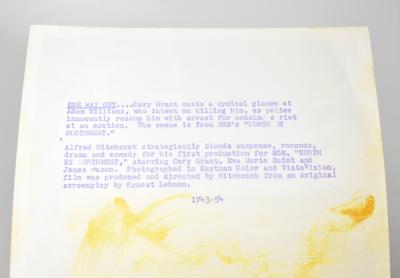 ONE WAY OUT....Cary Grant casts a cynical glance at
Adam Williams, who intent on killing him, as police
innocently rescue him with arrest for causing a riot
at an auction. The scene is from MGM's "NORTH BY
NORTHWEST."
Alfred Hitchcock strategically blends suspense, romance,
drama and comedy for his first production for MGM, "NORTH
BY NORTHWEST," starring Cary Grant, Eva Marie Saint and
James Mason. Photographed in Eastman Color and VistaVision,
film was produced and directed by Hitchcock from an original
screenplay by Ernest Lehman.
1743-54